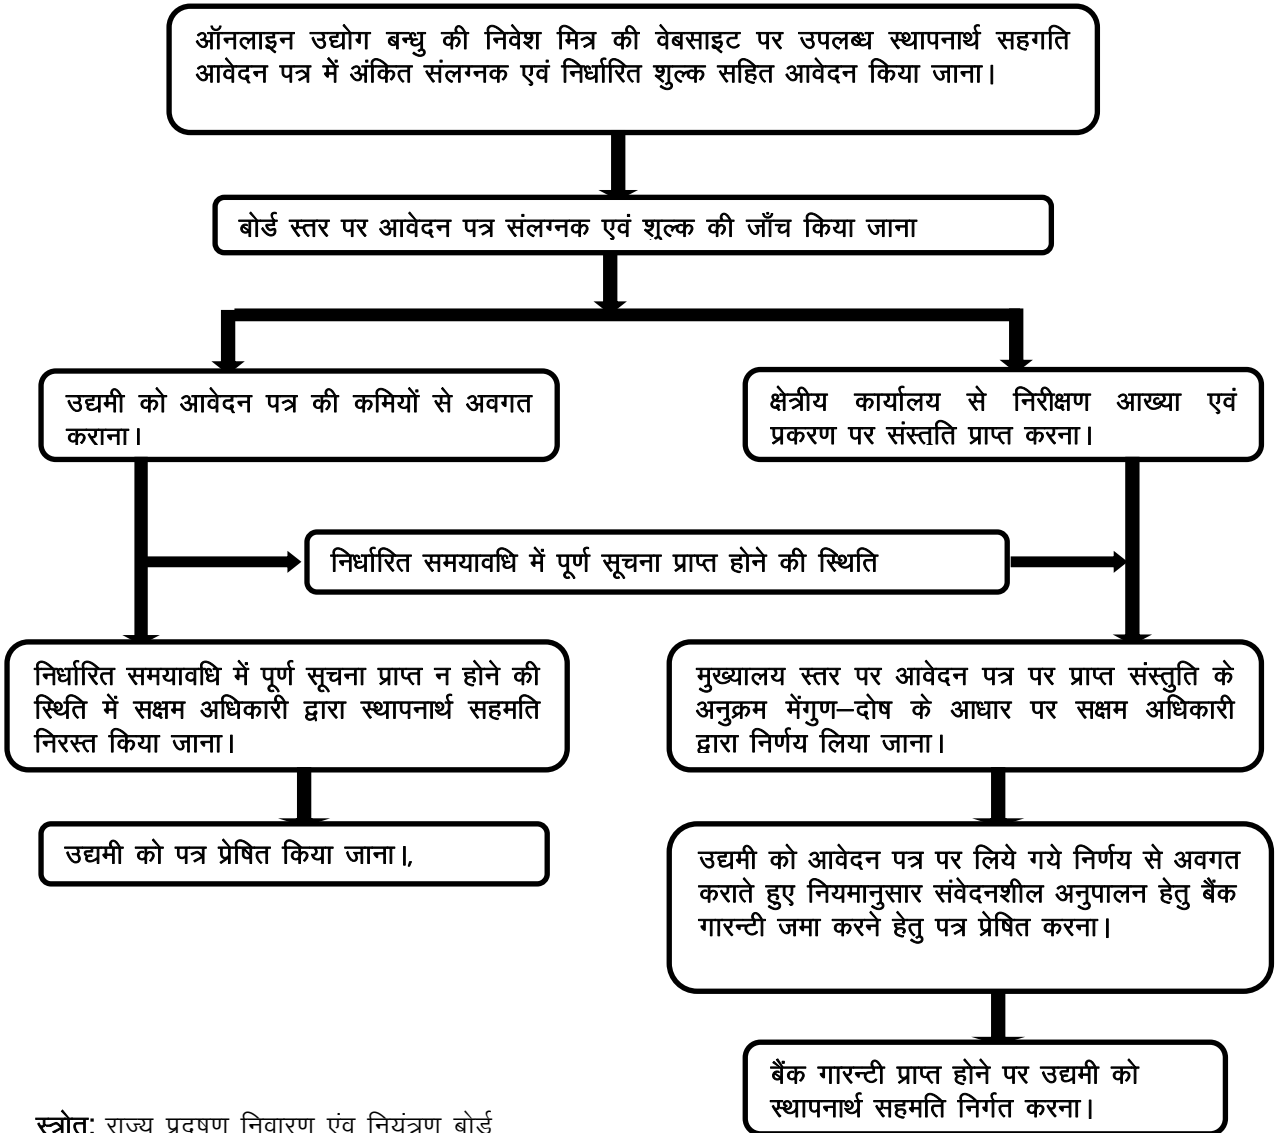 ऑनलाइन उद्योग बन्धु की निवेश मित्र की वेबसाइट पर उपलब्ध स्थापनार्थ सहगति
आवेदन पत्र में अंकित संलग्नक एवं निर्धारित शुल्क सहित आवेदन किया जाना।
बोर्ड स्तर पर आवेदन पत्र संलग्नक एवं शुल्क की जाँच किया जाना
उद्यमी को आवेदन पत्र की कमियों से अवगत
कराना।
क्षेत्रीय कार्यालय से निरीक्षण आख्या एवं
प्रकरण पर संस्तुति प्राप्त करना।
निर्धारित समयावधि में पूर्ण सूचना प्राप्त होने की स्थिति
निर्धारित समयावधि में पूर्ण सूचना प्राप्त न होने की
स्थिति में सक्षम अधिकारी द्वारा स्थापनार्थ सहमति
निरस्त किया जाना।
मुख्यालय स्तर पर आवेदन पत्र पर प्राप्त संस्तुति के
अनुक्रम मेंगुण–दोष के आधार पर सक्षम अधिकारी
द्वारा निर्णय लिया जाना।
उद्यमी को पत्र प्रेषित किया जाना।,
उद्यमी को आवेदन पत्र पर लिये गये निर्णय से अवगत
कराते हुए नियमानुसार संवेदनशील अनुपालन हेतु बैंक
गारन्टी जमा करने हेतु पत्र प्रेषित करना।
बैंक गारन्टी प्राप्त होने पर उद्यमी को
स्थापनार्थ सहमति निर्गत करना।
स्त्रोत: राज्य प्रदूषण निवारण एंव नियंत्रण बोर्ड